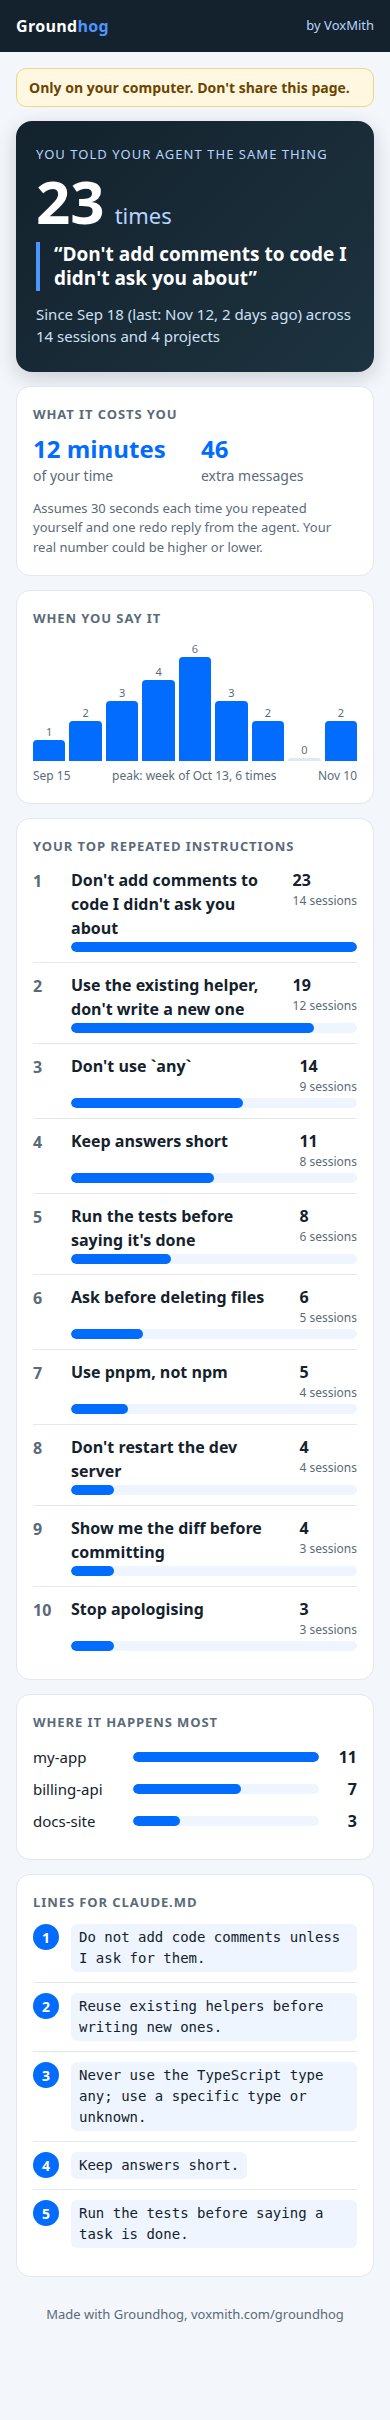 Groundhog
by VoxMith
Only on your computer. Don't share this page.
YOU TOLD YOUR AGENT THE SAME THING
23 times
“Don't add comments to code I
didn't ask you about”
Since Sep 18 (last: Nov 12, 2 days ago) across
14 sessions and 4 projects
WHAT IT COSTS YOU
12 minutes
of your time
46
extra messages
Assumes 30 seconds each time you repeated
yourself and one redo reply from the agent. Your
real number could be higher or lower.
WHEN YOU SAY IT
1
2
3
4
6
3
2
0
2
Sep 15
peak: week of Oct 13, 6 times
Nov 10
YOUR TOP REPEATED INSTRUCTIONS
1
Don't add comments to
code I didn't ask you
about
23
14 sessions
2
Use the existing helper,
don't write a new one
19
12 sessions
3
Don't use `any`
14
9 sessions
4
Keep answers short
11
8 sessions
5
Run the tests before
saying it's done
8
6 sessions
6
Ask before deleting files
6
5 sessions
7
Use pnpm, not npm
5
4 sessions
8
Don't restart the dev
server
4
4 sessions
9
Show me the diff before
committing
4
3 sessions
10
Stop apologising
3
3 sessions
WHERE IT HAPPENS MOST
my-app
11
billing-api
7
docs-site
3
LINES FOR CLAUDE.MD
1
Do not add code comments unless
I ask for them.
2
Reuse existing helpers before
writing new ones.
3
Never use the TypeScript type
any; use a specific type or
unknown.
4
Keep answers short.
5
Run the tests before saying a
task is done.
Made with Groundhog, voxmith.com/groundhog